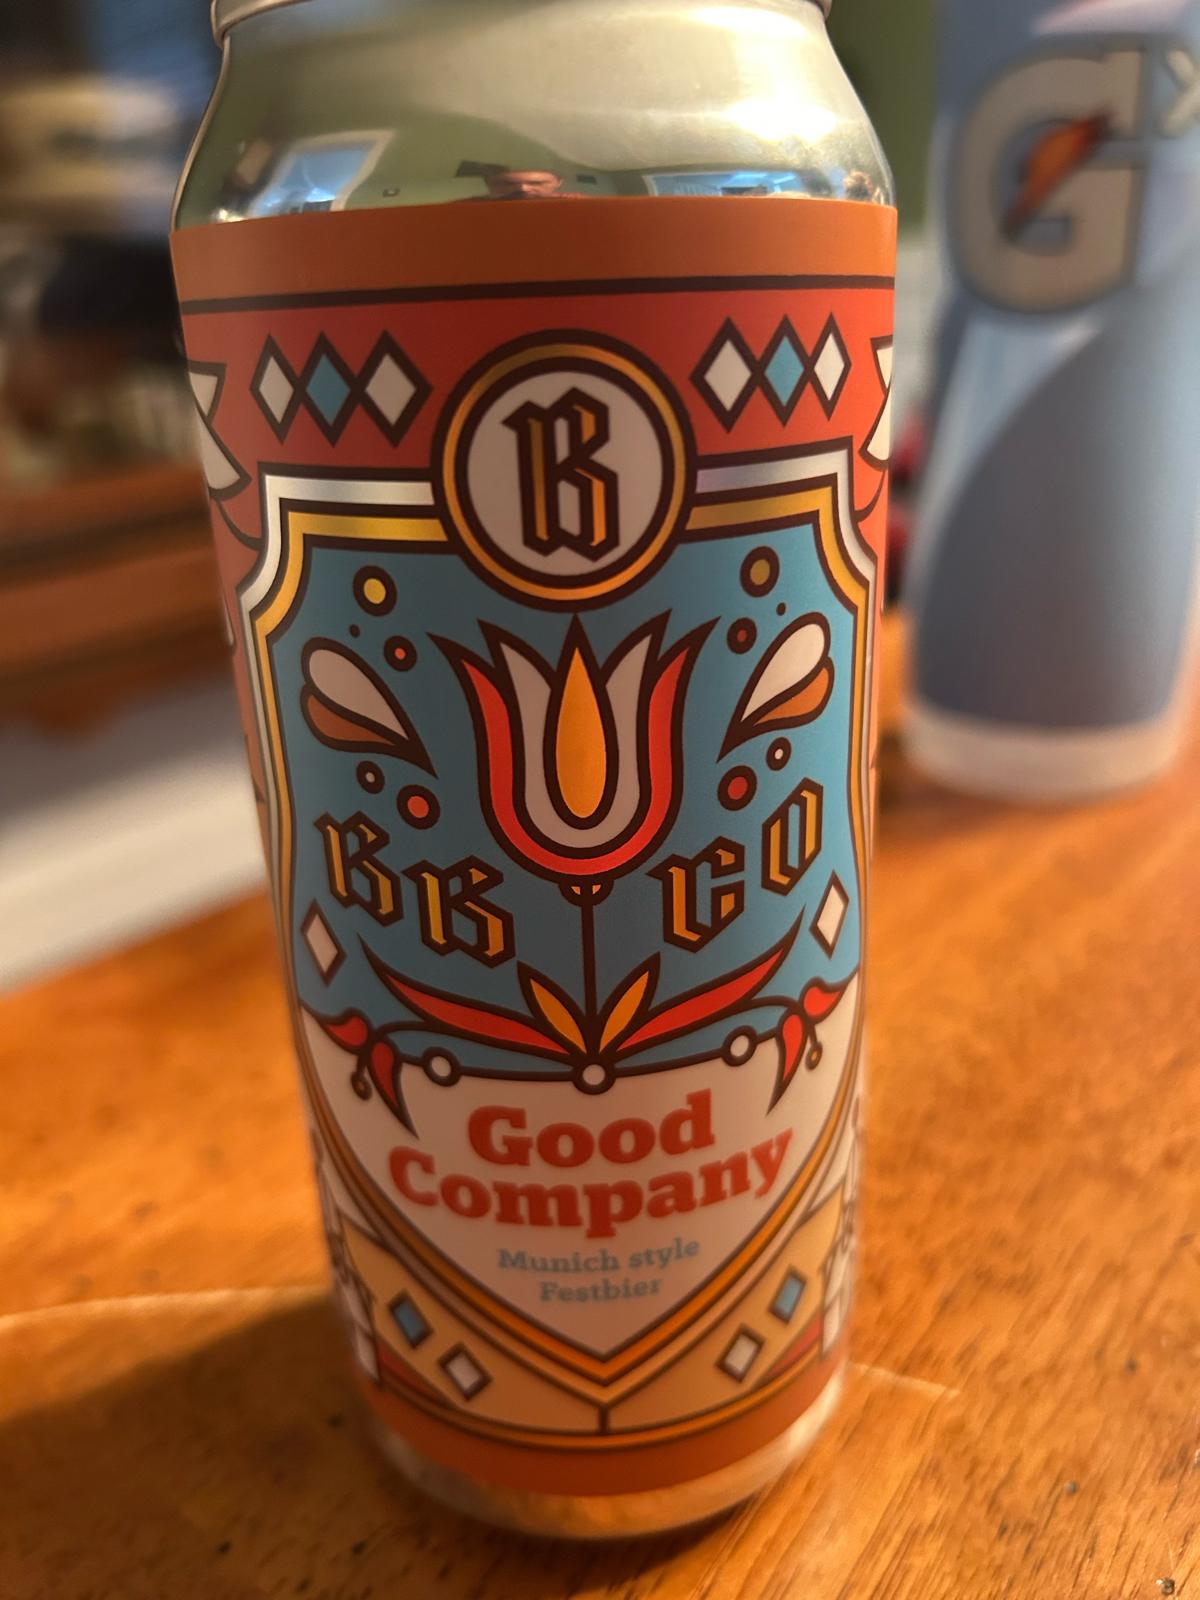 B
BB CO
Good
Company
Munich style
Festbier
G